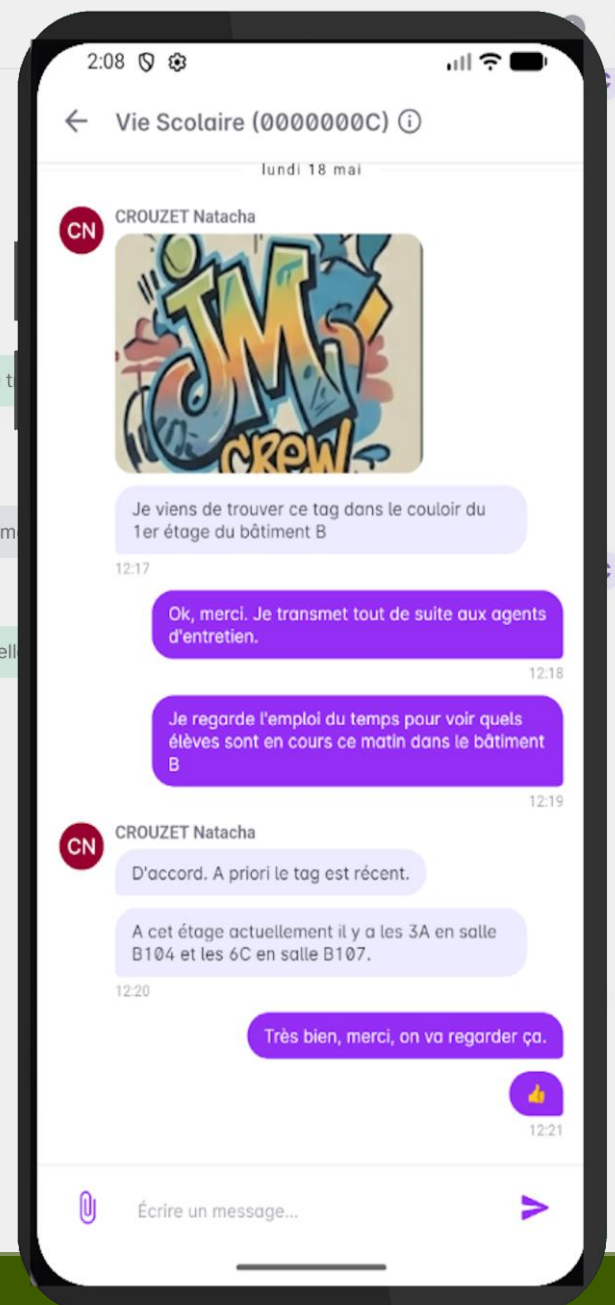 2:08
Vie Scolaire (0000000C)
lundi 18 mai
CN
CROUZET Natacha
JMs
CREW
Je viens de trouver ce tag dans le couloir du
1er étage du bâtiment B
12:17
Ok, merci. Je transmet tout de suite aux agents
d'entretien.
12:18
Je regarde l'emploi du temps pour voir quels
élèves sont en cours ce matin dans le bâtiment
B
12:19
CN
CROUZET Natacha
D'accord. A priori le tag est récent.
A cet étage actuellement il y a les 3A en salle
B104 et les 6C en salle B107.
12:20
Très bien, merci, on va regarder ça.
👍
12:21
Écrire un message...